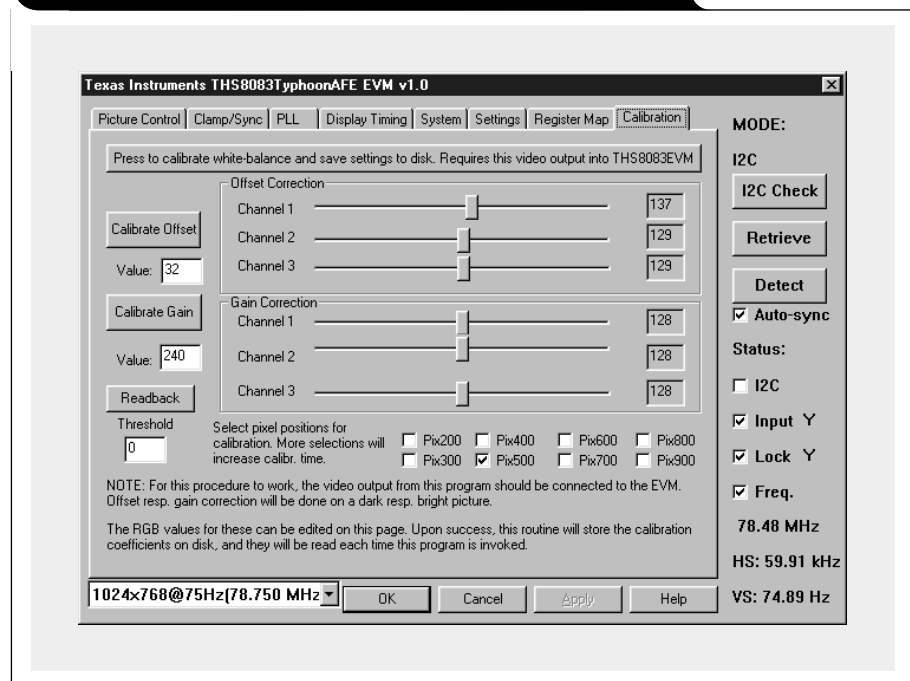 Texas Instruments THS8083TyphoonAFE EVM v1.0
Picture Control Clamp/Sync PLL Display Timing System Settings Register Map Calibration
Press to calibrate white-balance and save settings to disk. Requires this video output into THS8083EVM
Offset Correction
Channel 1 137
Calibrate Offset
Channel 2 129
Value: 32
Channel 3 129
Gain Correction
Calibrate Gain
Channel 1 128
Value: 240
Channel 2 128
Readback
Channel 3 128
Threshold
0
Select pixel positions for
calibration. More selections will
increase calibr. time.
Pix200 Pix400 Pix600 Pix800
Pix300 Pix500 Pix700 Pix900
NOTE: For this procedure to work, the video output from this program should be connected to the EVM.
Offset resp. gain correction will be done on a dark resp. bright picture.
The RGB values for these can be edited on this page. Upon success, this routine will store the calibration
coefficients on disk, and they will be read each time this program is invoked.
1024x768@75Hz(78.750 MHz
OK Cancel Apply Help
MODE:
I2C
I2C Check
Retrieve
Detect
Auto-sync
Status:
I2C
Input Y
Lock Y
Freq.
78.48 MHz
HS: 59.91 kHz
VS: 74.89 Hz